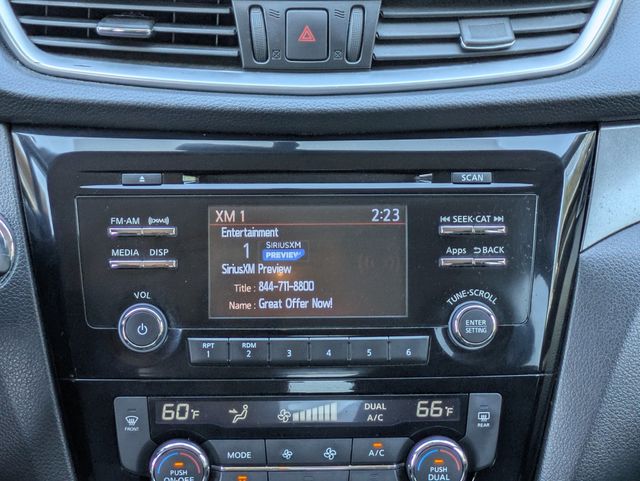 SCAN
FM·AM ((XM))
MEDIA DISP
VOL
XM 1 2:23
Entertainment
1 SIRIUSXM
PREVIEW
SiriusXM Preview
Title : 844-711-8800
Name : Great Offer Now!
SEEK·CAT
Apps BACK
TUNE·SCROLL
ENTER
SETTING
RPT
1
RDM
2
3
4
5
6
60°F
DUAL
A/C
66°F
FRONT
REAR
MODE
A/C
PUSH
ON·OFF
PUSH
DUAL